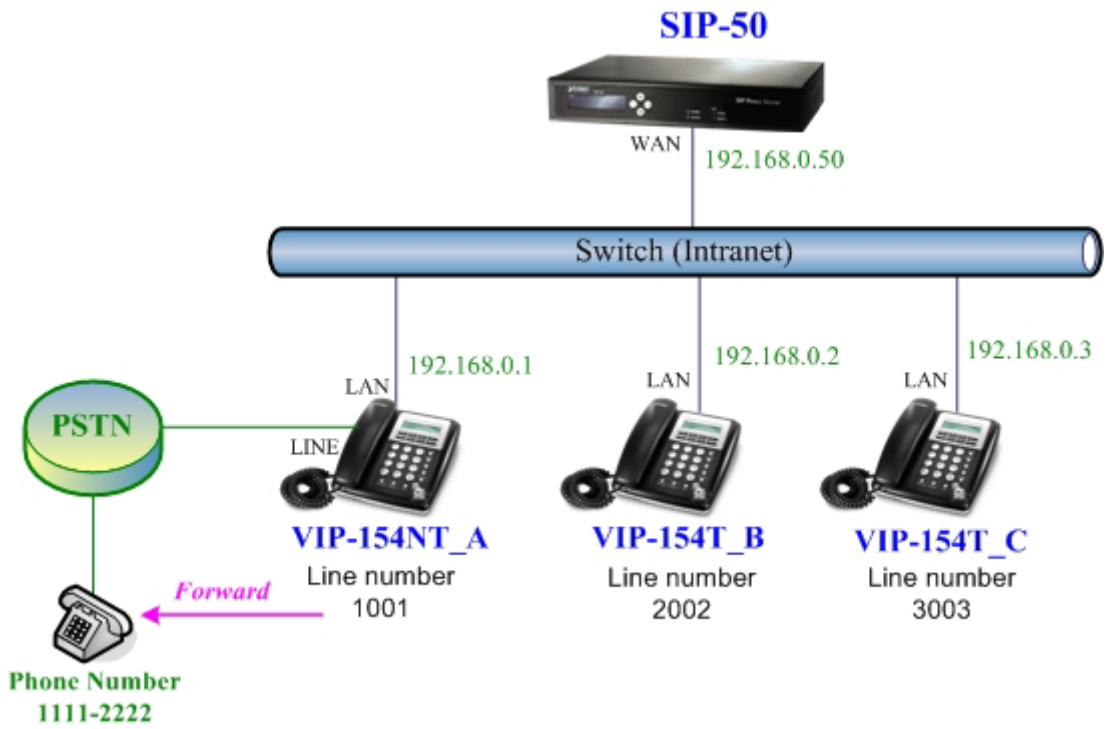 SIP-50
WAN
192.168.0.50
Switch (Intranet)
192.168.0.1
192.168.0.2
192.168.0.3
LAN
LAN
LAN
PSTN
LINE
VIP-154NT_A
VIP-154T_B
VIP-154T_C
Line number
1001
Line number
2002
Line number
3003
Forward
Phone Number
1111-2222